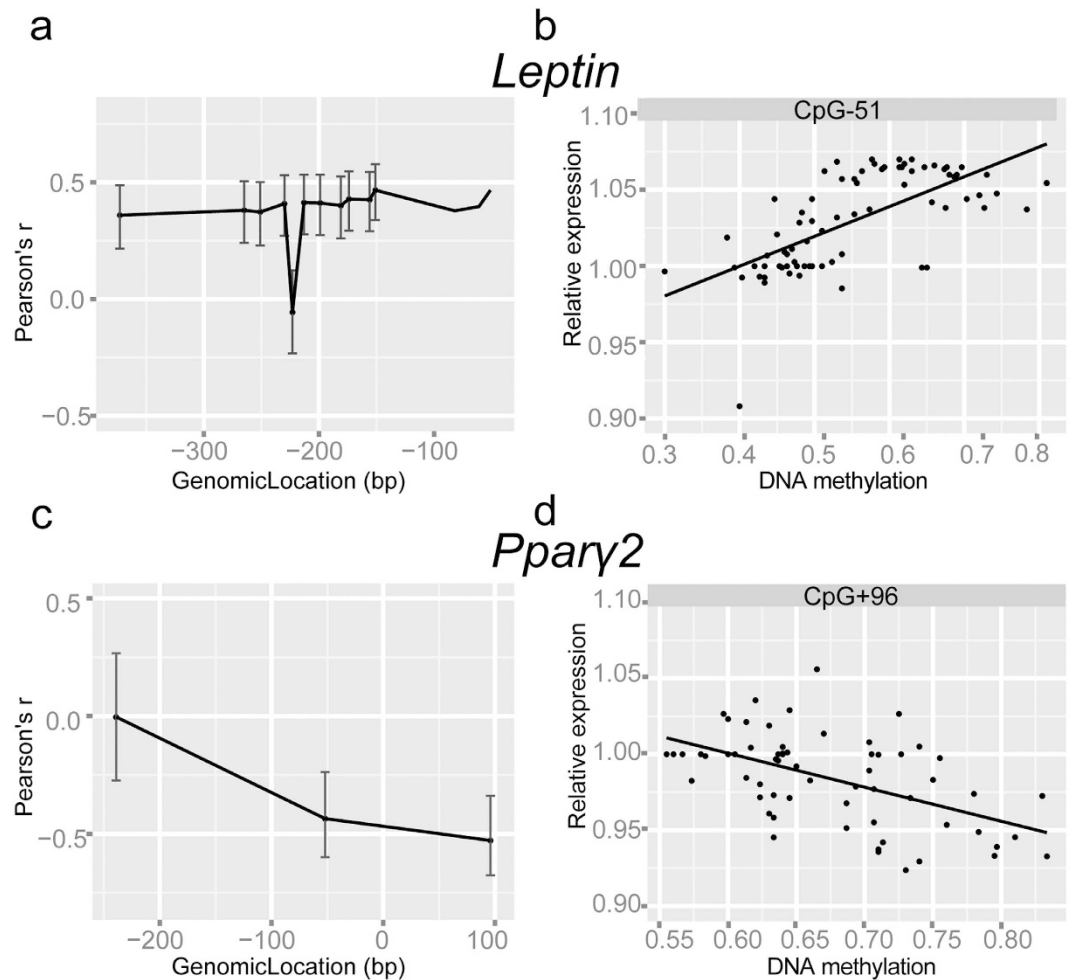 a
b
Leptin
0.5
0.0
−0.5
Pearson's r
−300
−200
−100
GenomicLocation (bp)
CpG-51
1.10
1.05
1.00
0.95
0.90
Relative expression
0.3
0.4
0.5
0.6
0.7
0.8
DNA methylation
c
d
Pparγ2
0.5
0.0
−0.5
Pearson's r
−200
−100
0
100
GenomicLocation (bp)
CpG+96
1.10
1.05
1.00
0.95
0.90
Relative expression
0.55
0.60
0.65
0.70
0.75
0.80
DNA methylation